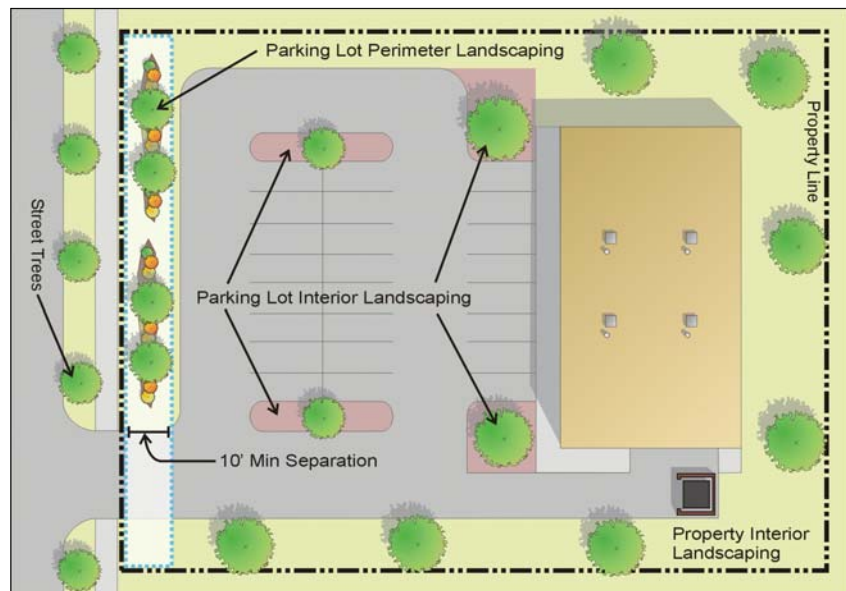 Parking Lot Perimeter Landscaping
Property Line
Street Trees
Parking Lot Interior Landscaping
10' Min Separation
Property Interior
Landscaping